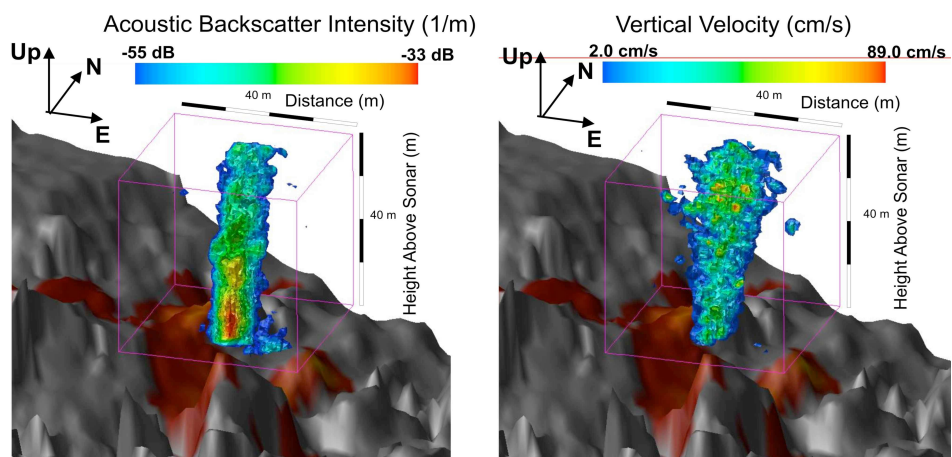 Acoustic Backscatter Intensity (1/m)
-55 dB
-33 dB
Up
N
E
40 m
Distance (m)
40 m
Height Above Sonar (m)
Vertical Velocity (cm/s)
2.0 cm/s
89.0 cm/s
Up
N
E
40 m
Distance (m)
40 m
Height Above Sonar (m)